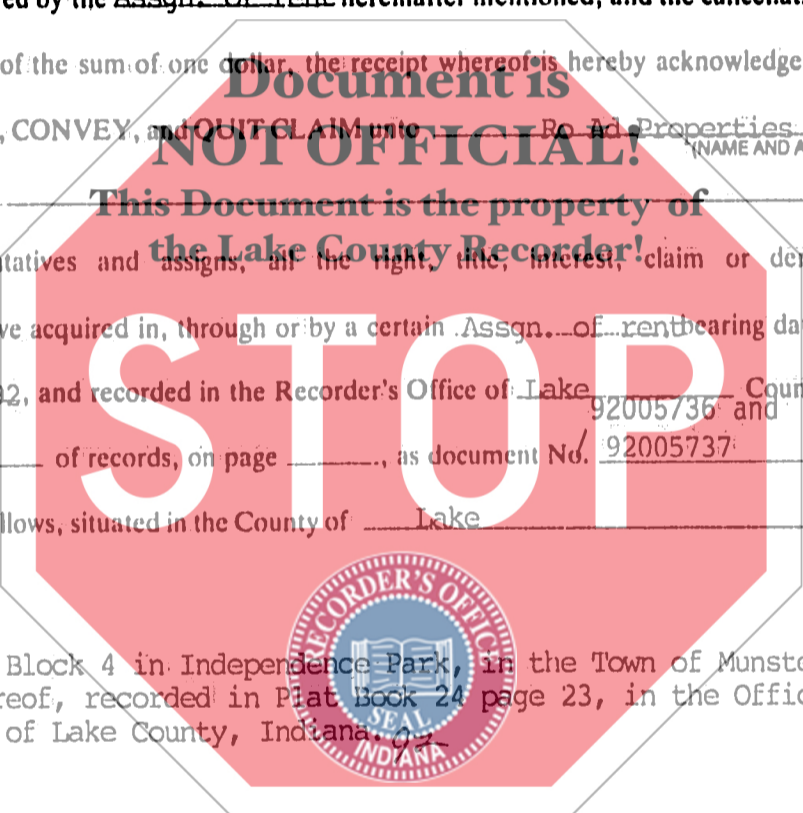 ed by the Assgn. of rent hereinafter mentioned, and the cancellat
of the sum of one dollar, the receipt whereof is hereby acknowledge
Document is
, CONVEY, and QUIT CLAIM unto Ro Ad Properties
NOT OFFICIAL!
(NAME AND A
This Document is the property of
the Lake County Recorder!
tatives and assigns, all the right, title, interest, claim or de
ve acquired in, through or by a certain Assgn. of rent bearing da
STOP
92, and recorded in the Recorder's Office of Lake Coun
92005736 and
of records, on page , as document No. 92005737
llows, situated in the County of Lake
RECORDER'S OFFICE
Block 4 in Independence Park, in the Town of Munst
reof, recorded in Plat Book 24 page 23, in the Offic
SEAL
of Lake County, Indiana. 92
INDIANA